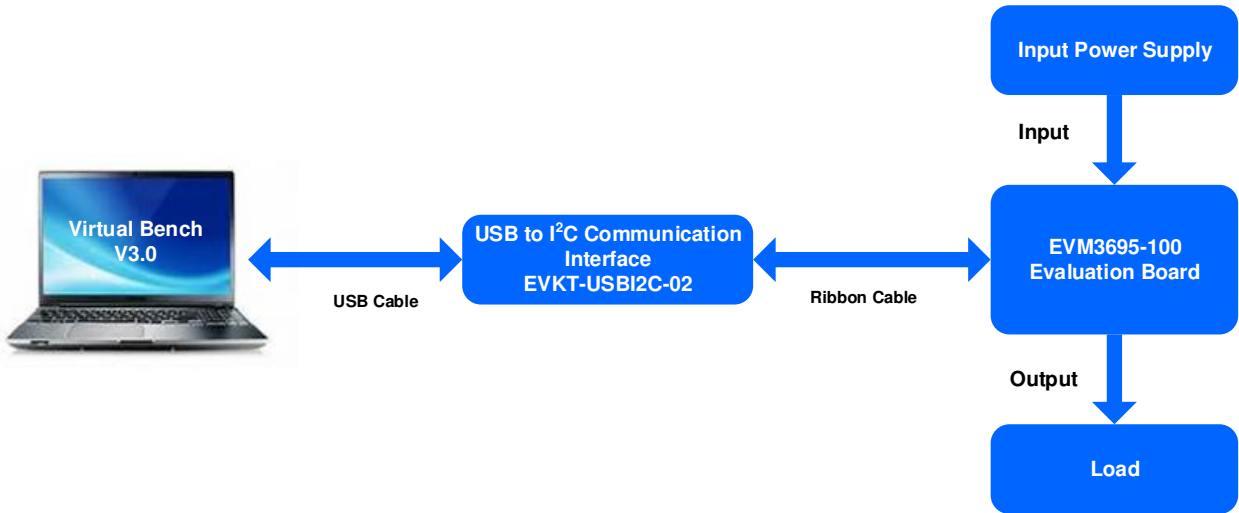 Input Power Supply
Input
Virtual Bench
V3.0
USB to I²C Communication
Interface
EVKT-USBI2C-02
EVM3695-100
Evaluation Board
USB Cable
Ribbon Cable
Output
Load